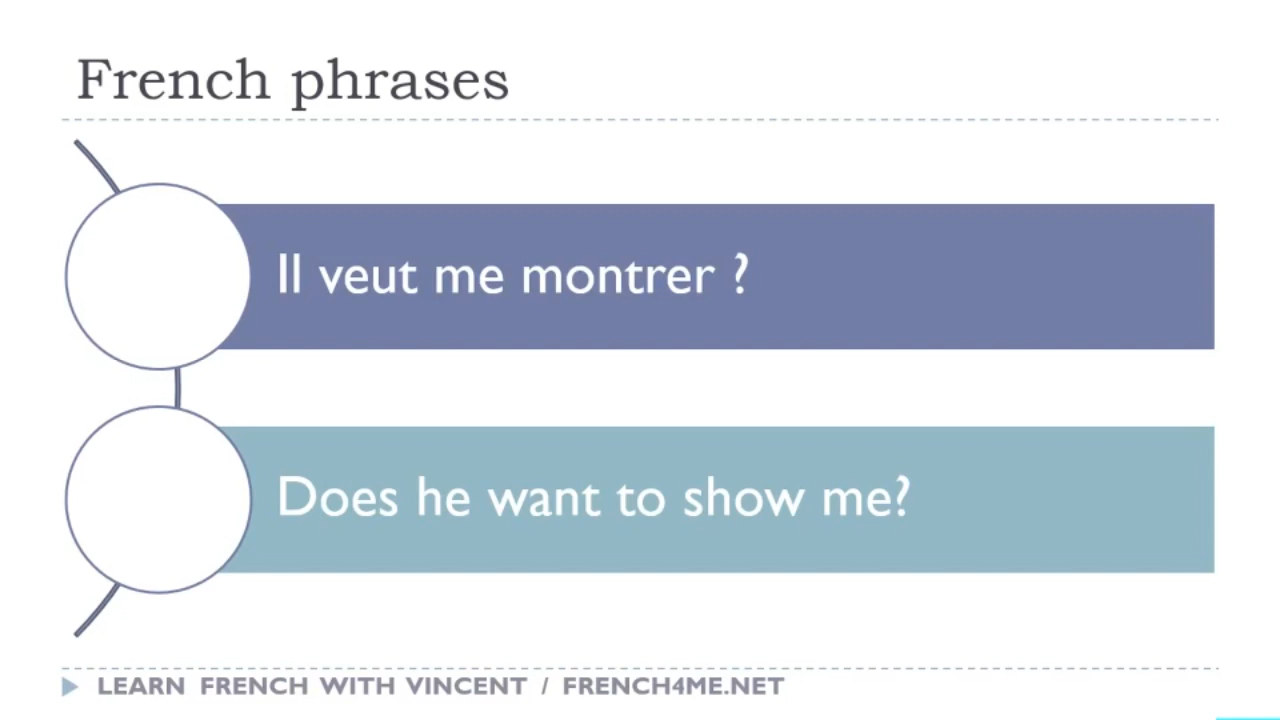 French phrases
Il veut me montrer ?
Does he want to show me?
LEARN FRENCH WITH VINCENT / FRENCH4ME.NET